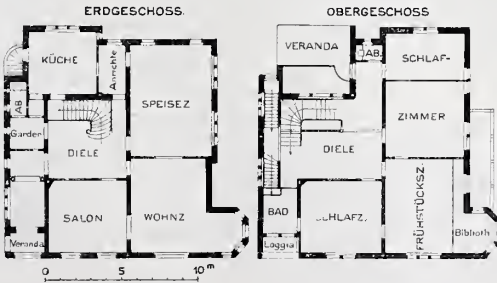 ERDGESCHOSS.
KÜCHE
Anrichte
SPEISEZ.
AB.
Garder.
DIELE
SALON
WOHNZ.
Veranda
0 5 10 m
OBERGESCHOSS
VERANDA
AB.
SCHLAF-
ZIMMER
DIELE
FRÜHSTÜCKSZ.
BAD
SCHLAFZ.
Loggia
Biblioth.